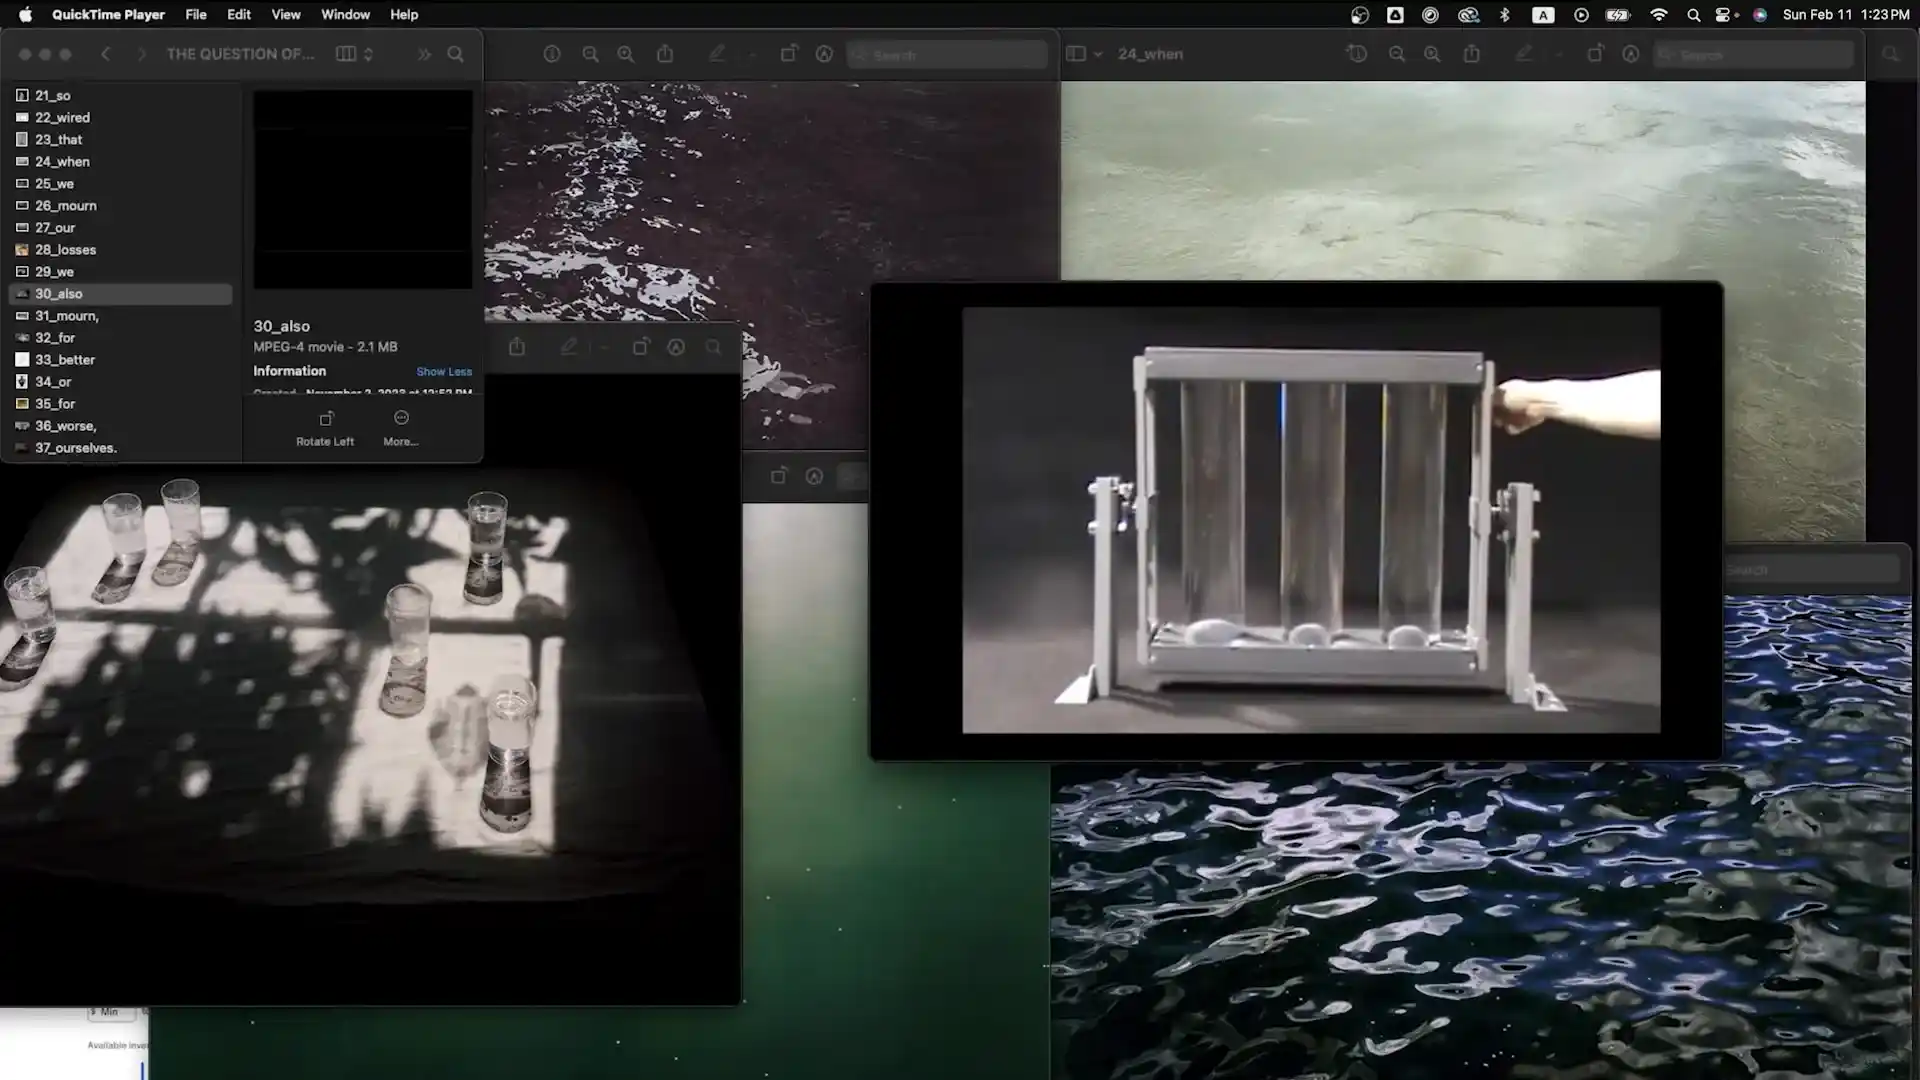 QuickTime Player File Edit View Window Help
A
Sun Feb 11 1:23 PM
THE QUESTION OF...
Search
24_when
Search
21_so
22_wired
23_that
24_when
25_we
26_mourn
27_our
28_losses
29_we
30_also
31_mourn,
32_for
33_better
34_or
35_for
36_worse,
37_ourselves.
30_also
MPEG-4 movie - 2.1 MB
Information Show Less
Rotate Left More...
Search
Min
Available